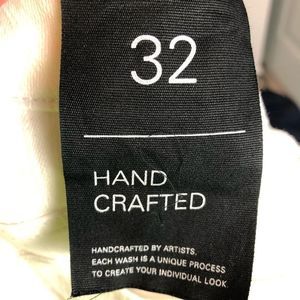 32
HAND
CRAFTED
HANDCRAFTED BY ARTISTS.
EACH WASH IS A UNIQUE PROCESS
TO CREATE YOUR INDIVIDUAL LOOK